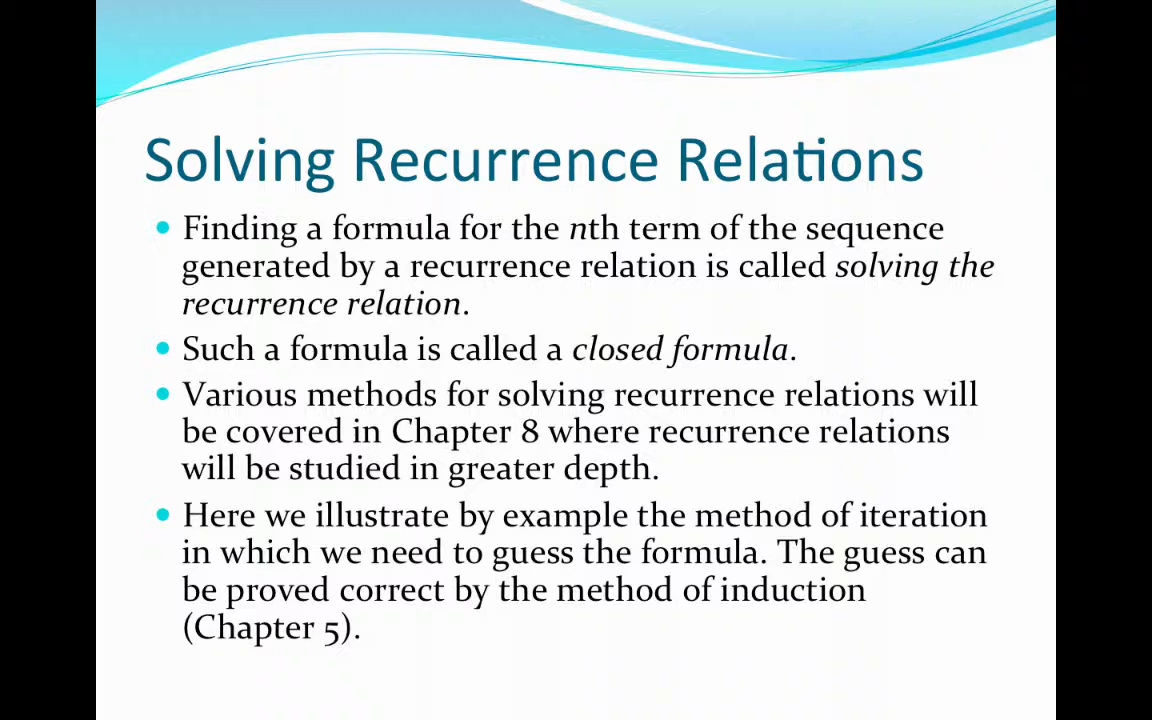 Solving Recurrence Relations
• Finding a formula for the nth term of the sequence
generated by a recurrence relation is called solving the
recurrence relation.
• Such a formula is called a closed formula.
• Various methods for solving recurrence relations will
be covered in Chapter 8 where recurrence relations
will be studied in greater depth.
• Here we illustrate by example the method of iteration
in which we need to guess the formula. The guess can
be proved correct by the method of induction
(Chapter 5).